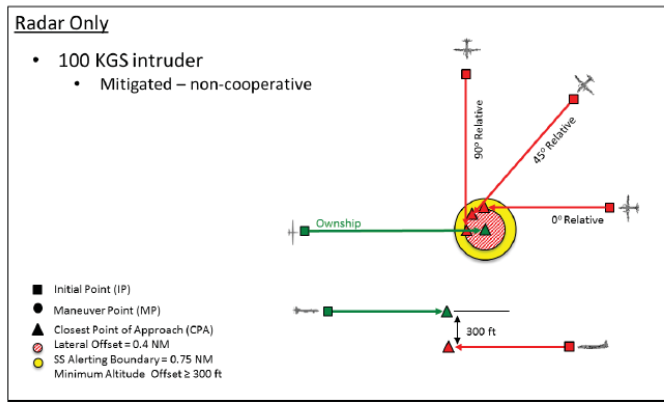 Radar Only
• 100 KGS intruder
• Mitigated – non-cooperative
90° Relative
45° Relative
0° Relative
Ownship
300 ft
Initial Point (IP)
Maneuver Point (MP)
Closest Point of Approach (CPA)
Lateral Offset = 0.4 NM
SS Alerting Boundary = 0.75 NM
Minimum Altitude Offset ≥ 300 ft